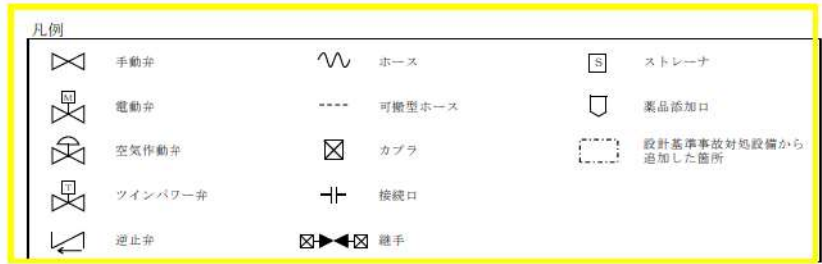 凡例
手動弁
M
電動弁
空気作動弁
T
ツインパワー弁
逆止弁
ホース
可搬型ホース
カプラ
接続口
継手
S
ストレーナ
薬品添加口
設計基準事故対処設備から
追加した箇所